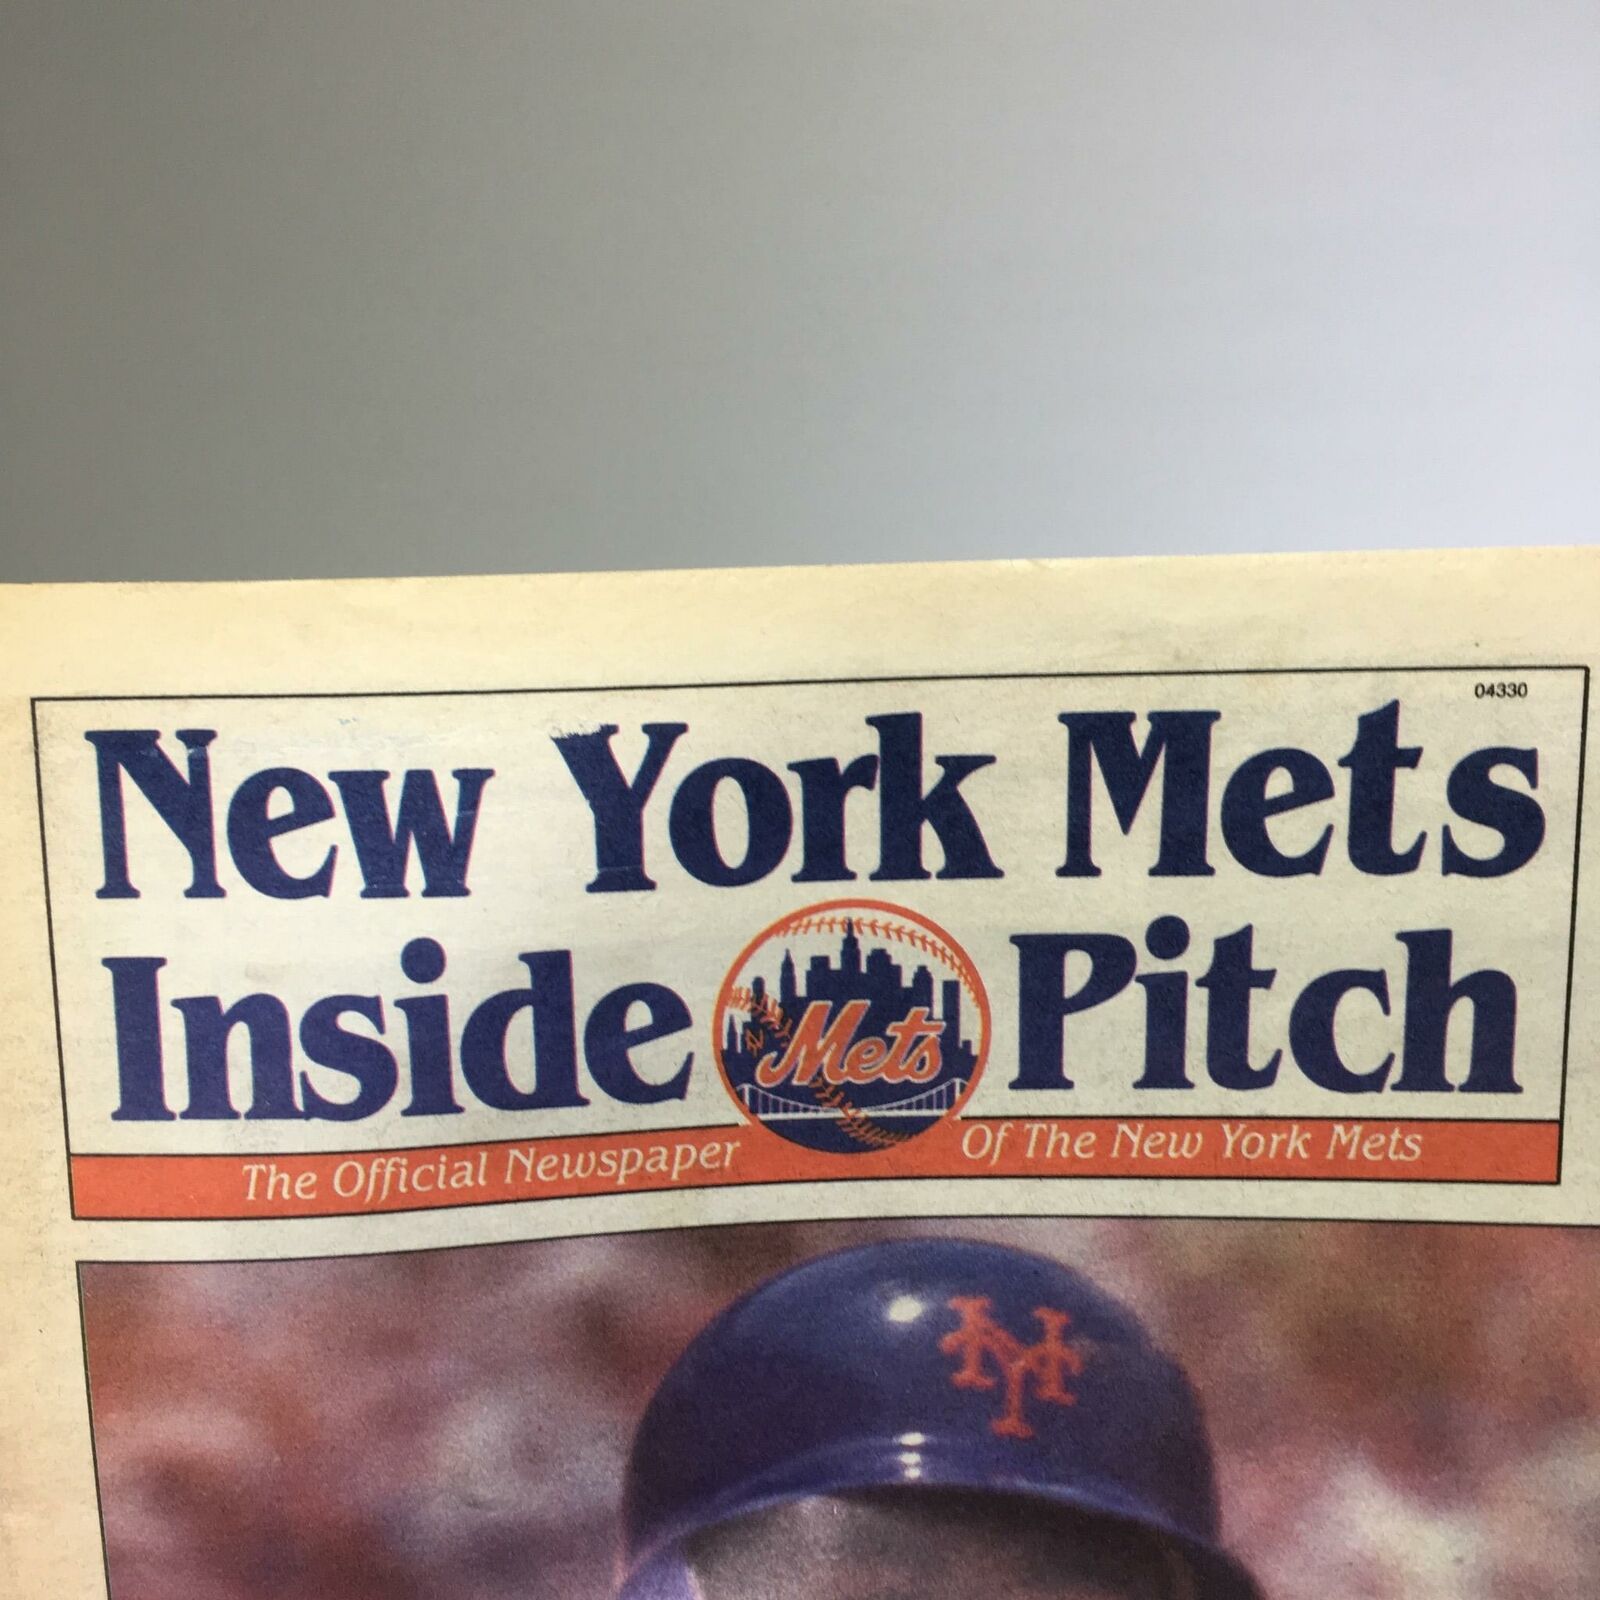 04330
New York Mets
Inside Mets Pitch
The Official Newspaper Of The New York Mets
NY